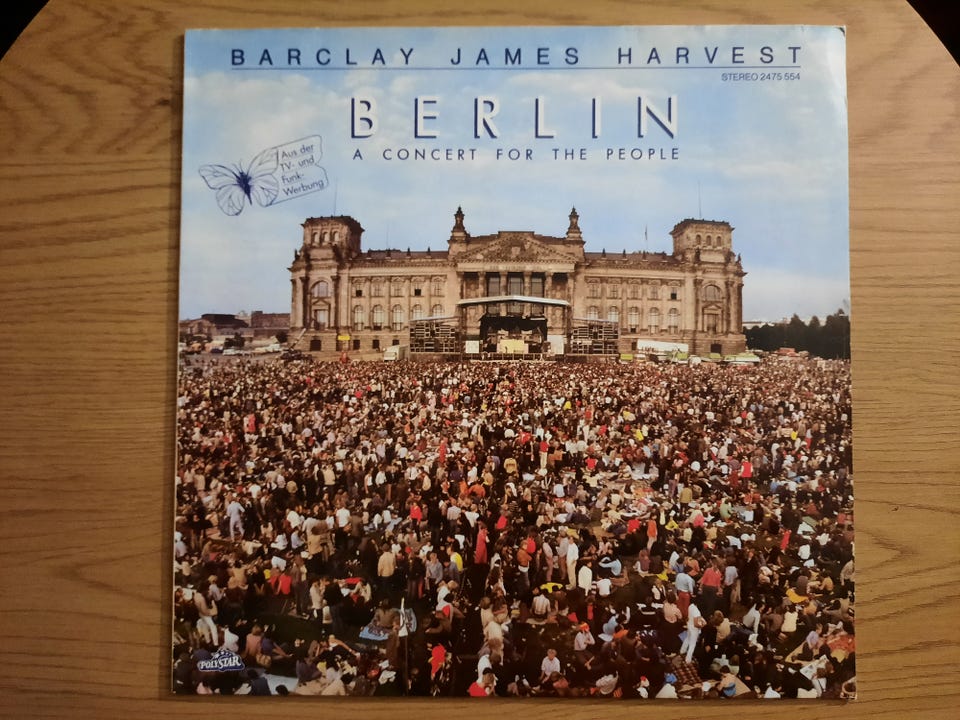 BARCLAY JAMES HARVEST
STEREO 2475 554
BERLIN
A CONCERT FOR THE PEOPLE
Aus der
TV- und
Funk-
Werbung
POLYSTAR